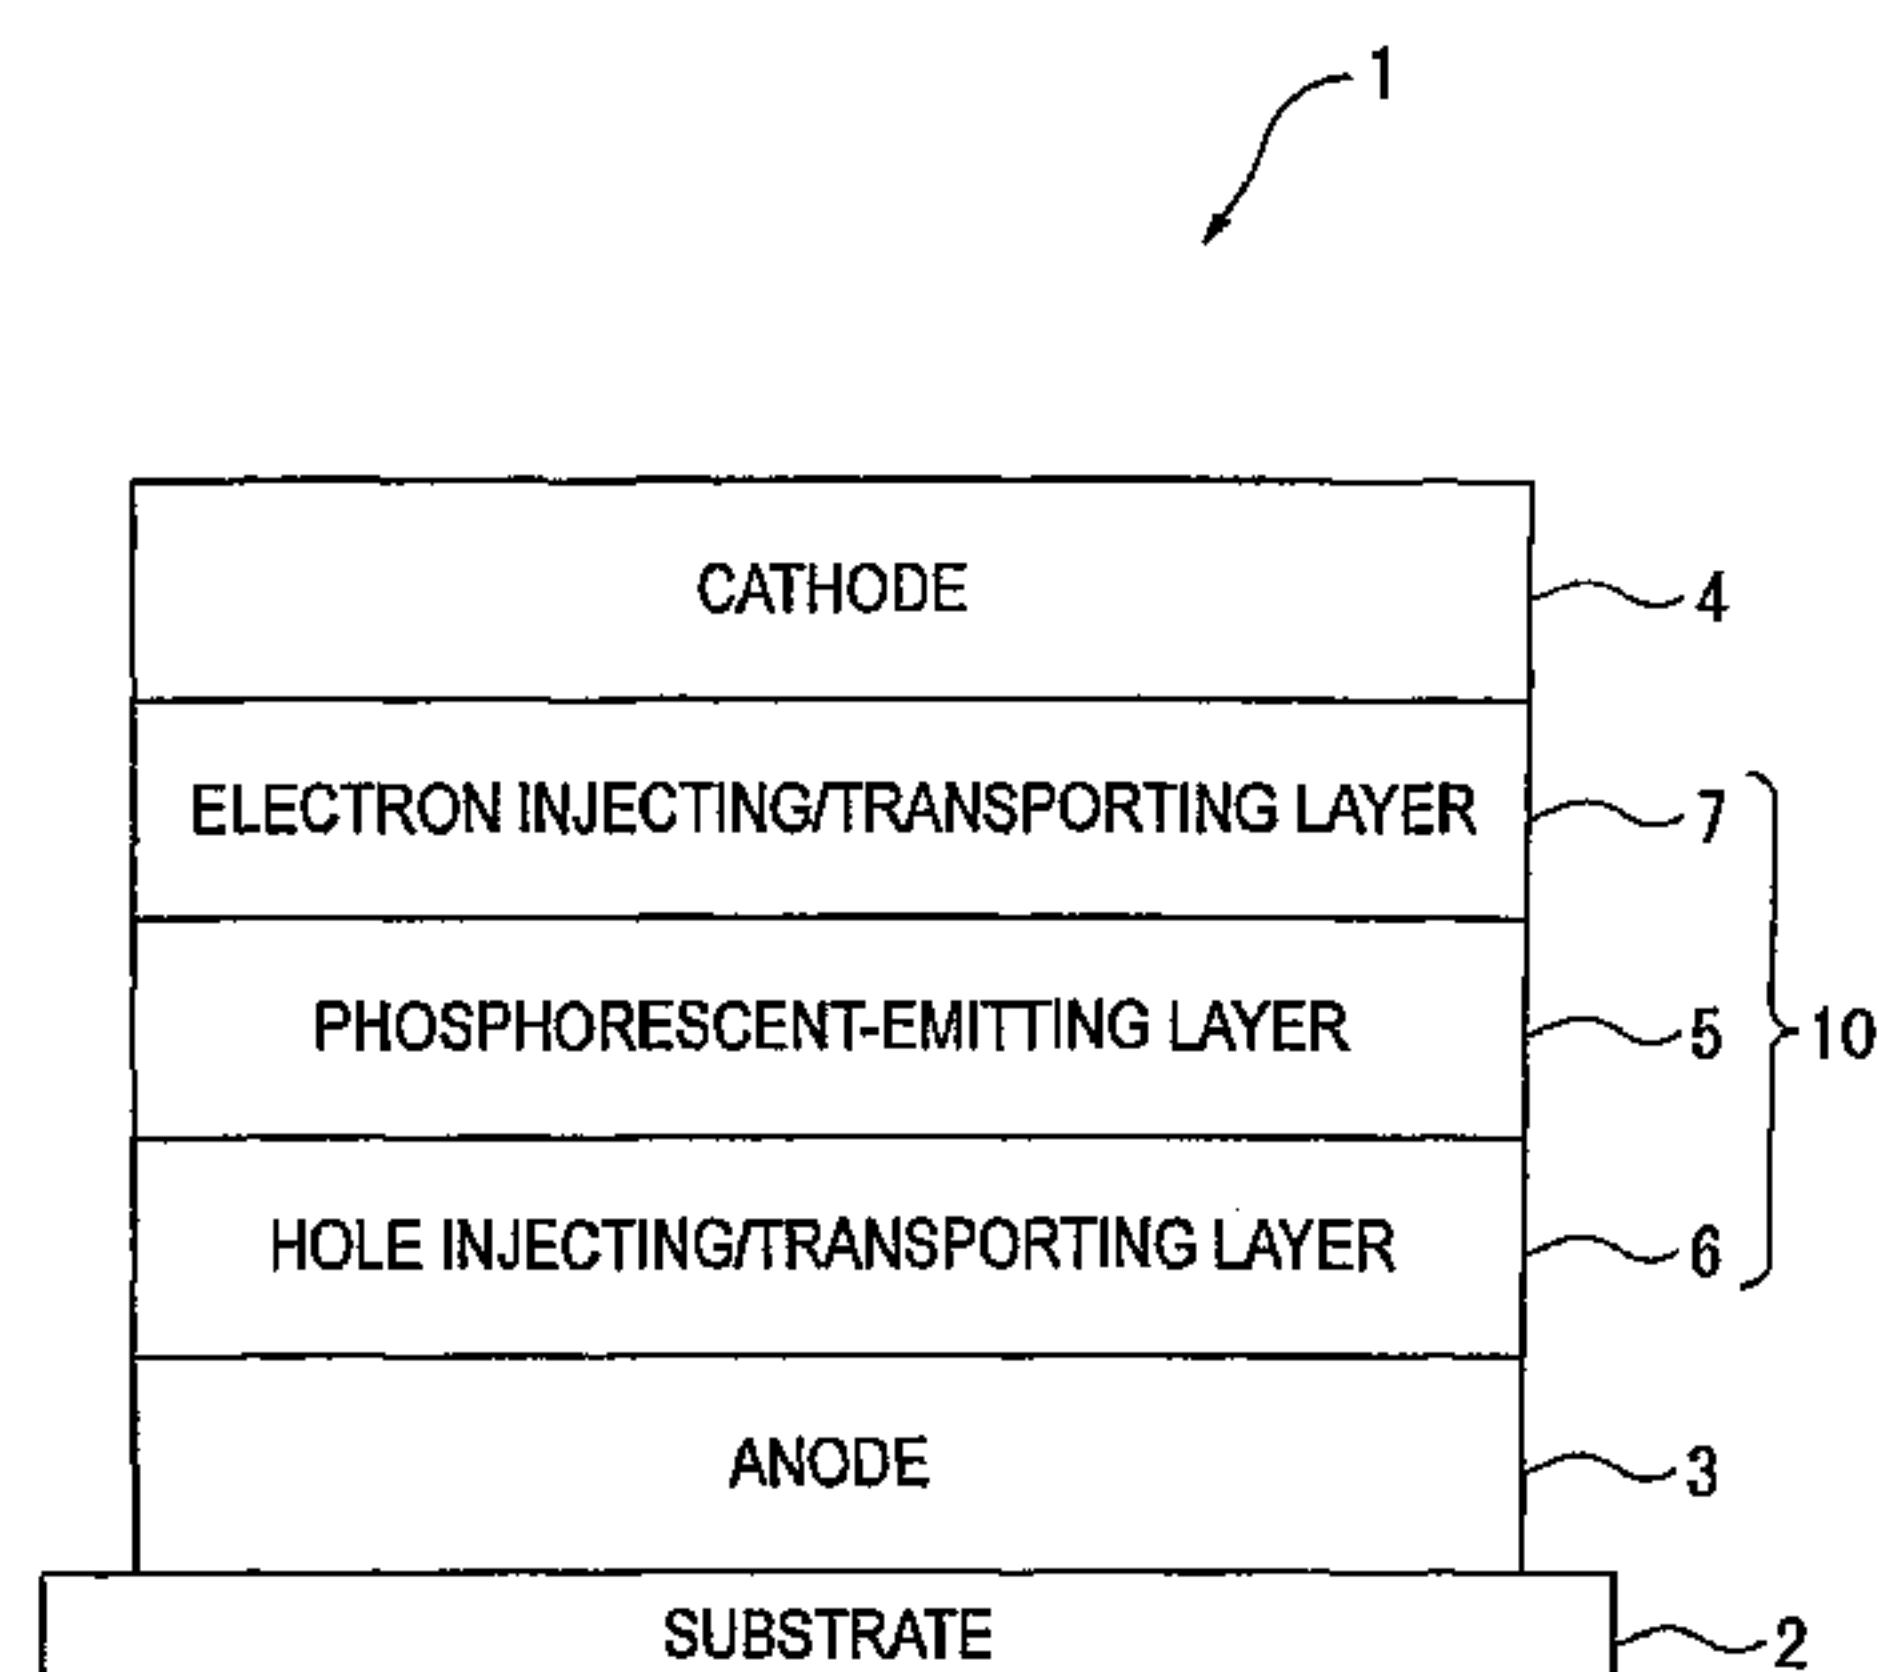 1
CATHODE 4
ELECTRON INJECTING/TRANSPORTING LAYER 7
PHOSPHORESCENT-EMITTING LAYER 5 10
HOLE INJECTING/TRANSPORTING LAYER 6
ANODE 3
SUBSTRATE 2